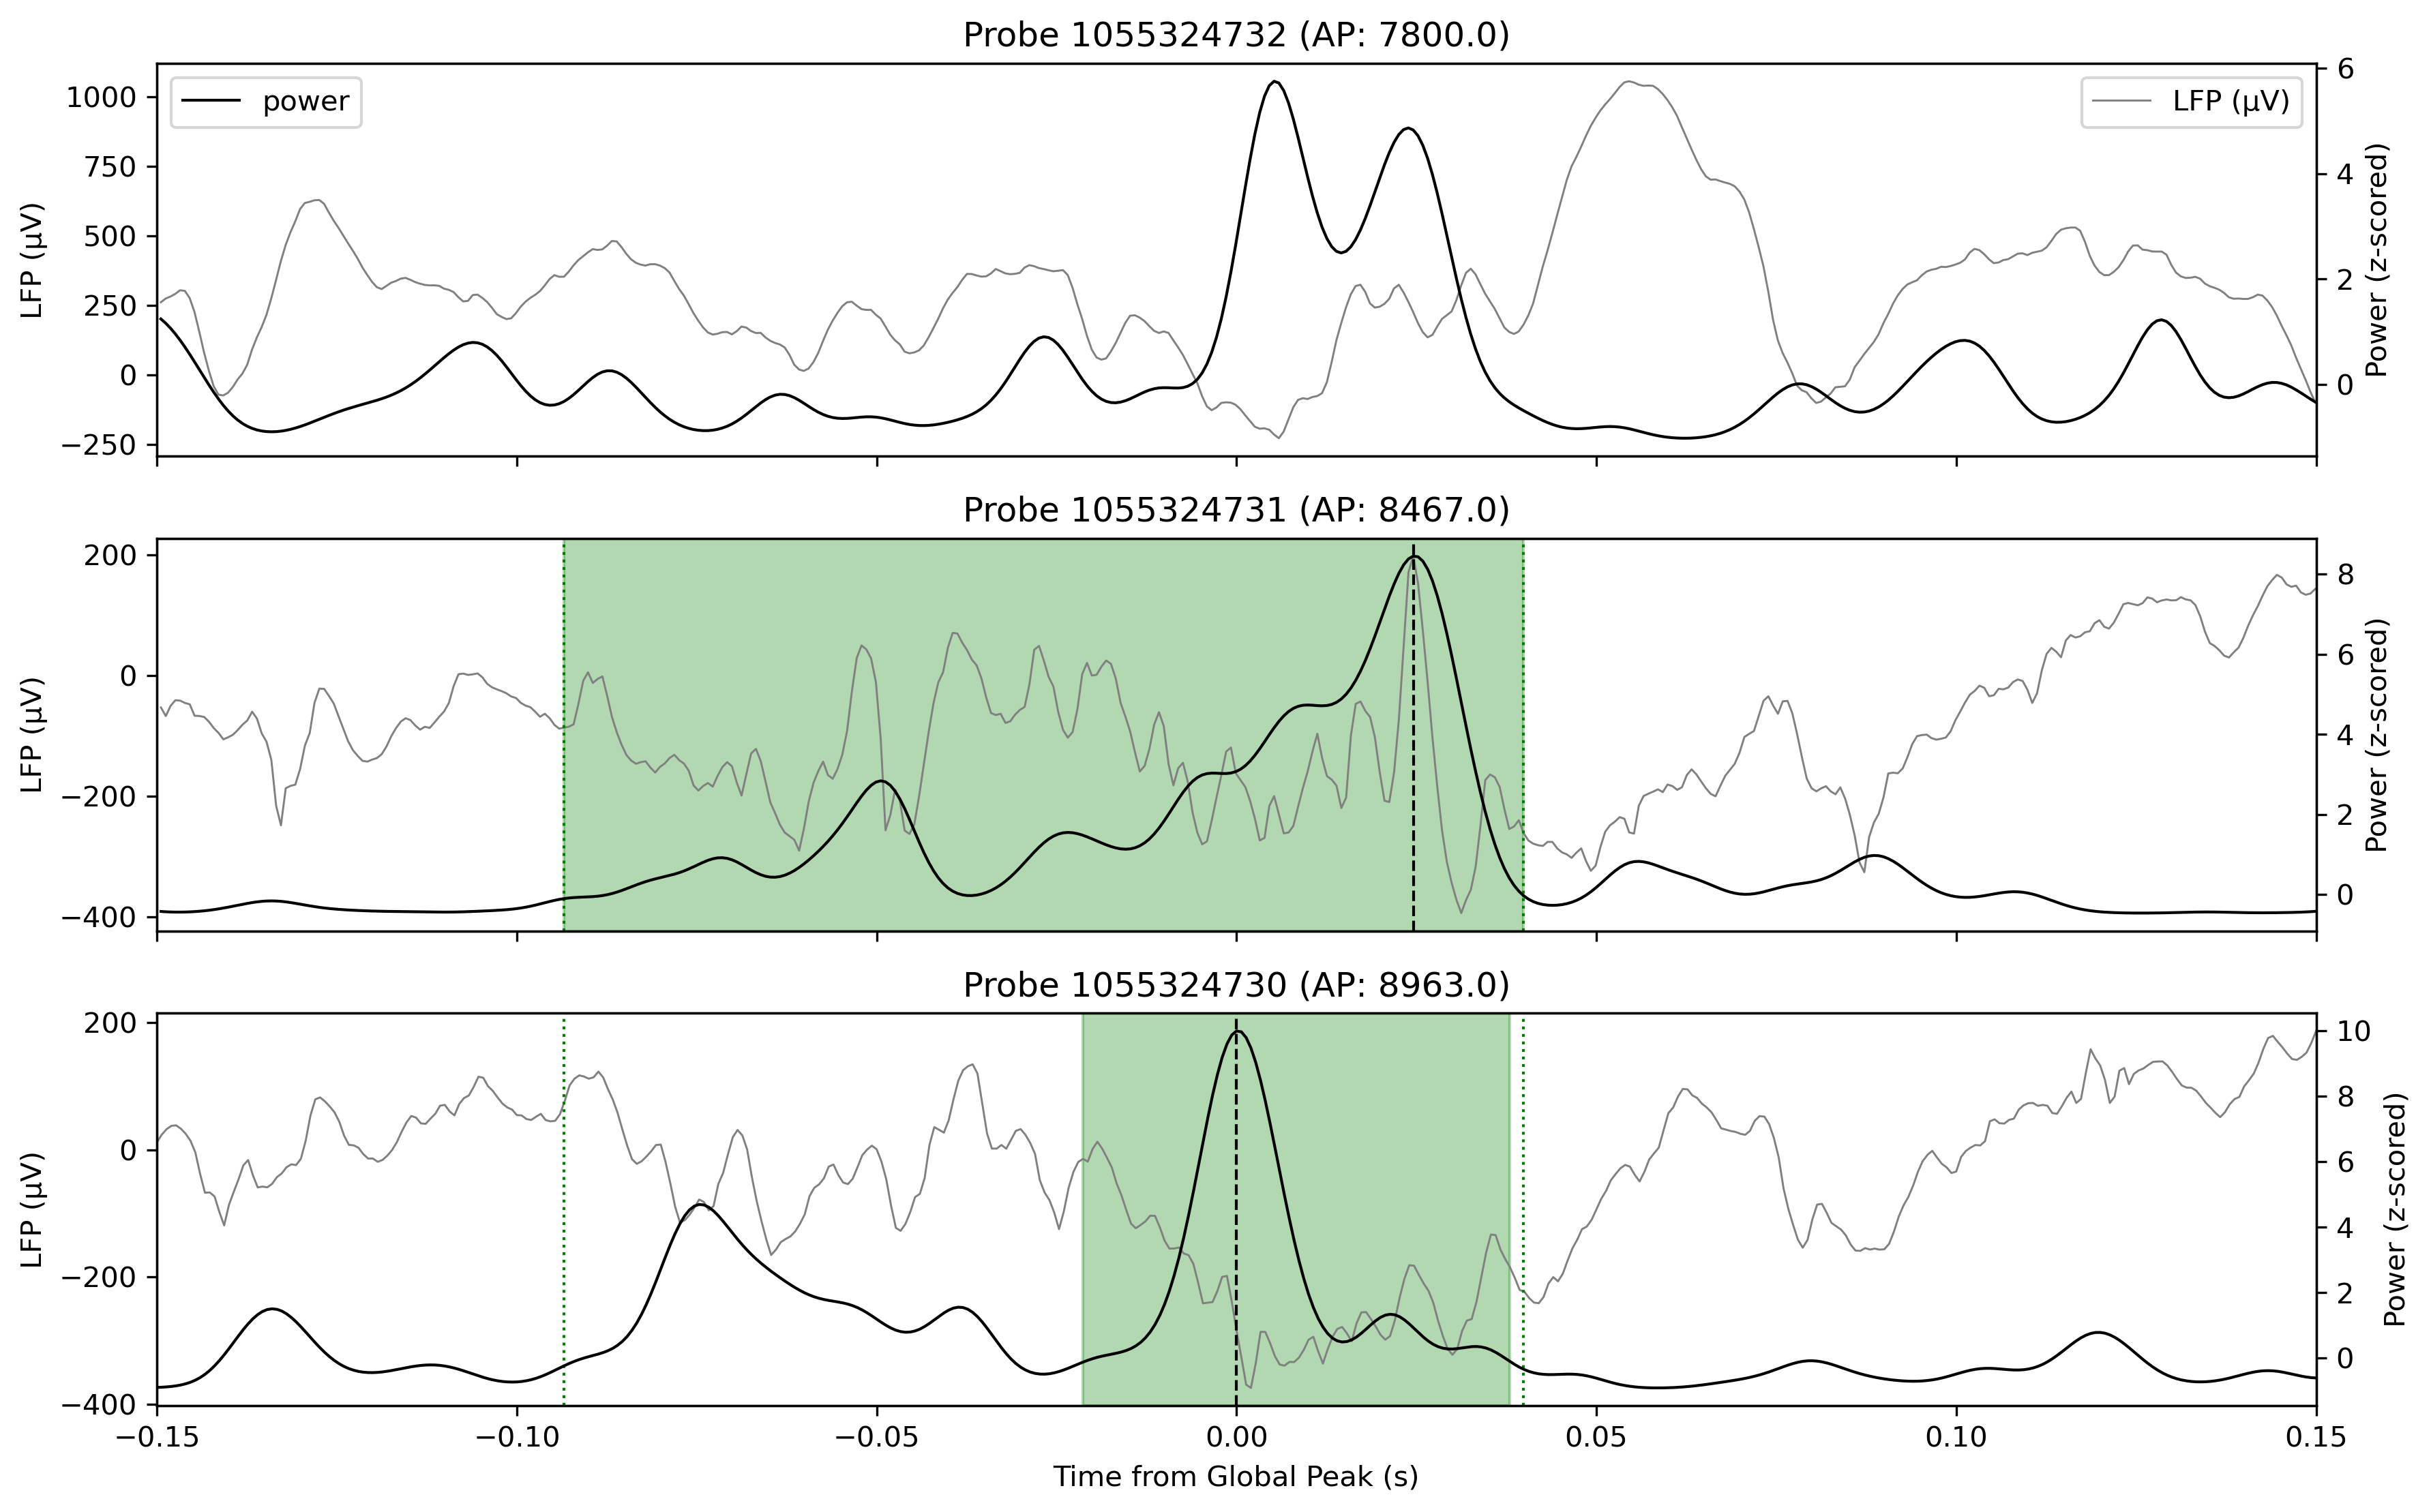 Probe 1055324732 (AP: 7800.0)
power
LFP (µV)
1000
750
500
250
0
−250
LFP (µV)
6
4
2
0
Power (z-scored)
Probe 1055324731 (AP: 8467.0)
200
0
−200
−400
LFP (µV)
8
6
4
2
0
Power (z-scored)
Probe 1055324730 (AP: 8963.0)
200
0
−200
−400
LFP (µV)
10
8
6
4
2
0
Power (z-scored)
−0.15 −0.10 −0.05 0.00 0.05 0.10 0.15
Time from Global Peak (s)